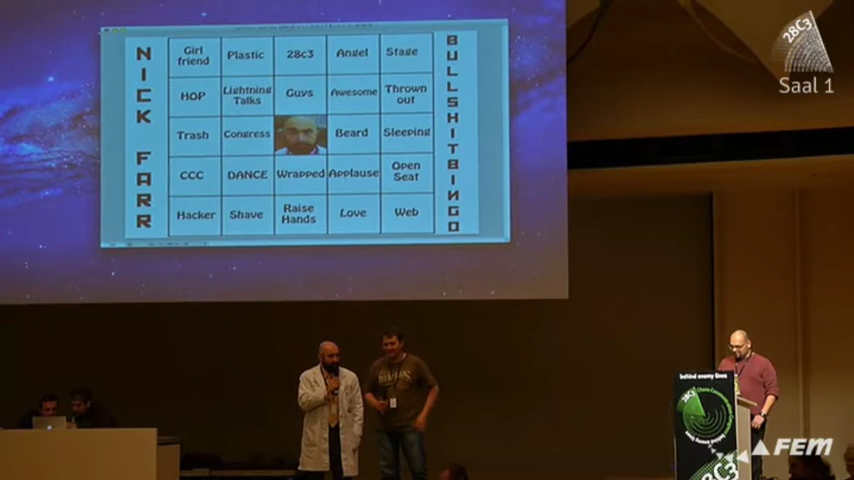 28C3
Saal 1
NICK FARR
BULLSHITBINGO
Girl
friend
Plastic
28c3
Angel
Stage
HOP
Lightning
Talks
Guys
Awesome
Thrown
out
Trash
Congress
Beard
Sleeping
CCC
DANCE
Wrapped
Applause
Open
Seat
Hacker
Shave
Raise
Hands
Love
Web
behind enemy lines
28C3
FEM
28C3